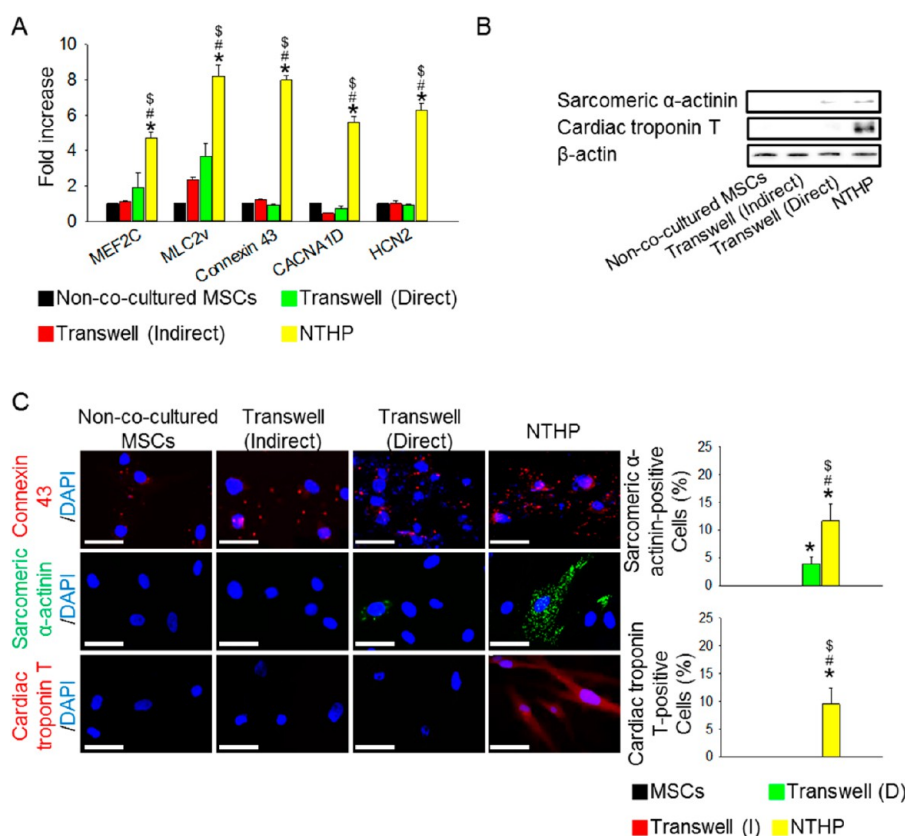 A
Fold increase
10
8
6
4
2
0
$
#
*
$
#
*
$
#
*
$
#
*
$
#
*
MEF2C
MLC2v
Connexin 43
CACNA1D
HCN2
Non-co-cultured MSCs
Transwell (Direct)
Transwell (Indirect)
NTHP
B
Sarcomeric α-actinin
Cardiac troponin T
β-actin
Non-co-cultured MSCs
Transwell (Indirect)
Transwell (Direct)
NTHP
C
Non-co-cultured
MSCs
Transwell
(Indirect)
Transwell
(Direct)
NTHP
Connexin
43
/DAPI
Sarcomeric
α-actinin
/DAPI
Cardiac
troponin T
/DAPI
Sarcomeric α-
actinin-positive
Cells (%)
25
20
15
10
5
0
*
$
#
*
Cardiac troponin
T-positive
Cells (%)
25
20
15
10
5
0
$
#
*
MSCs
Transwell (D)
Transwell (I)
NTHP